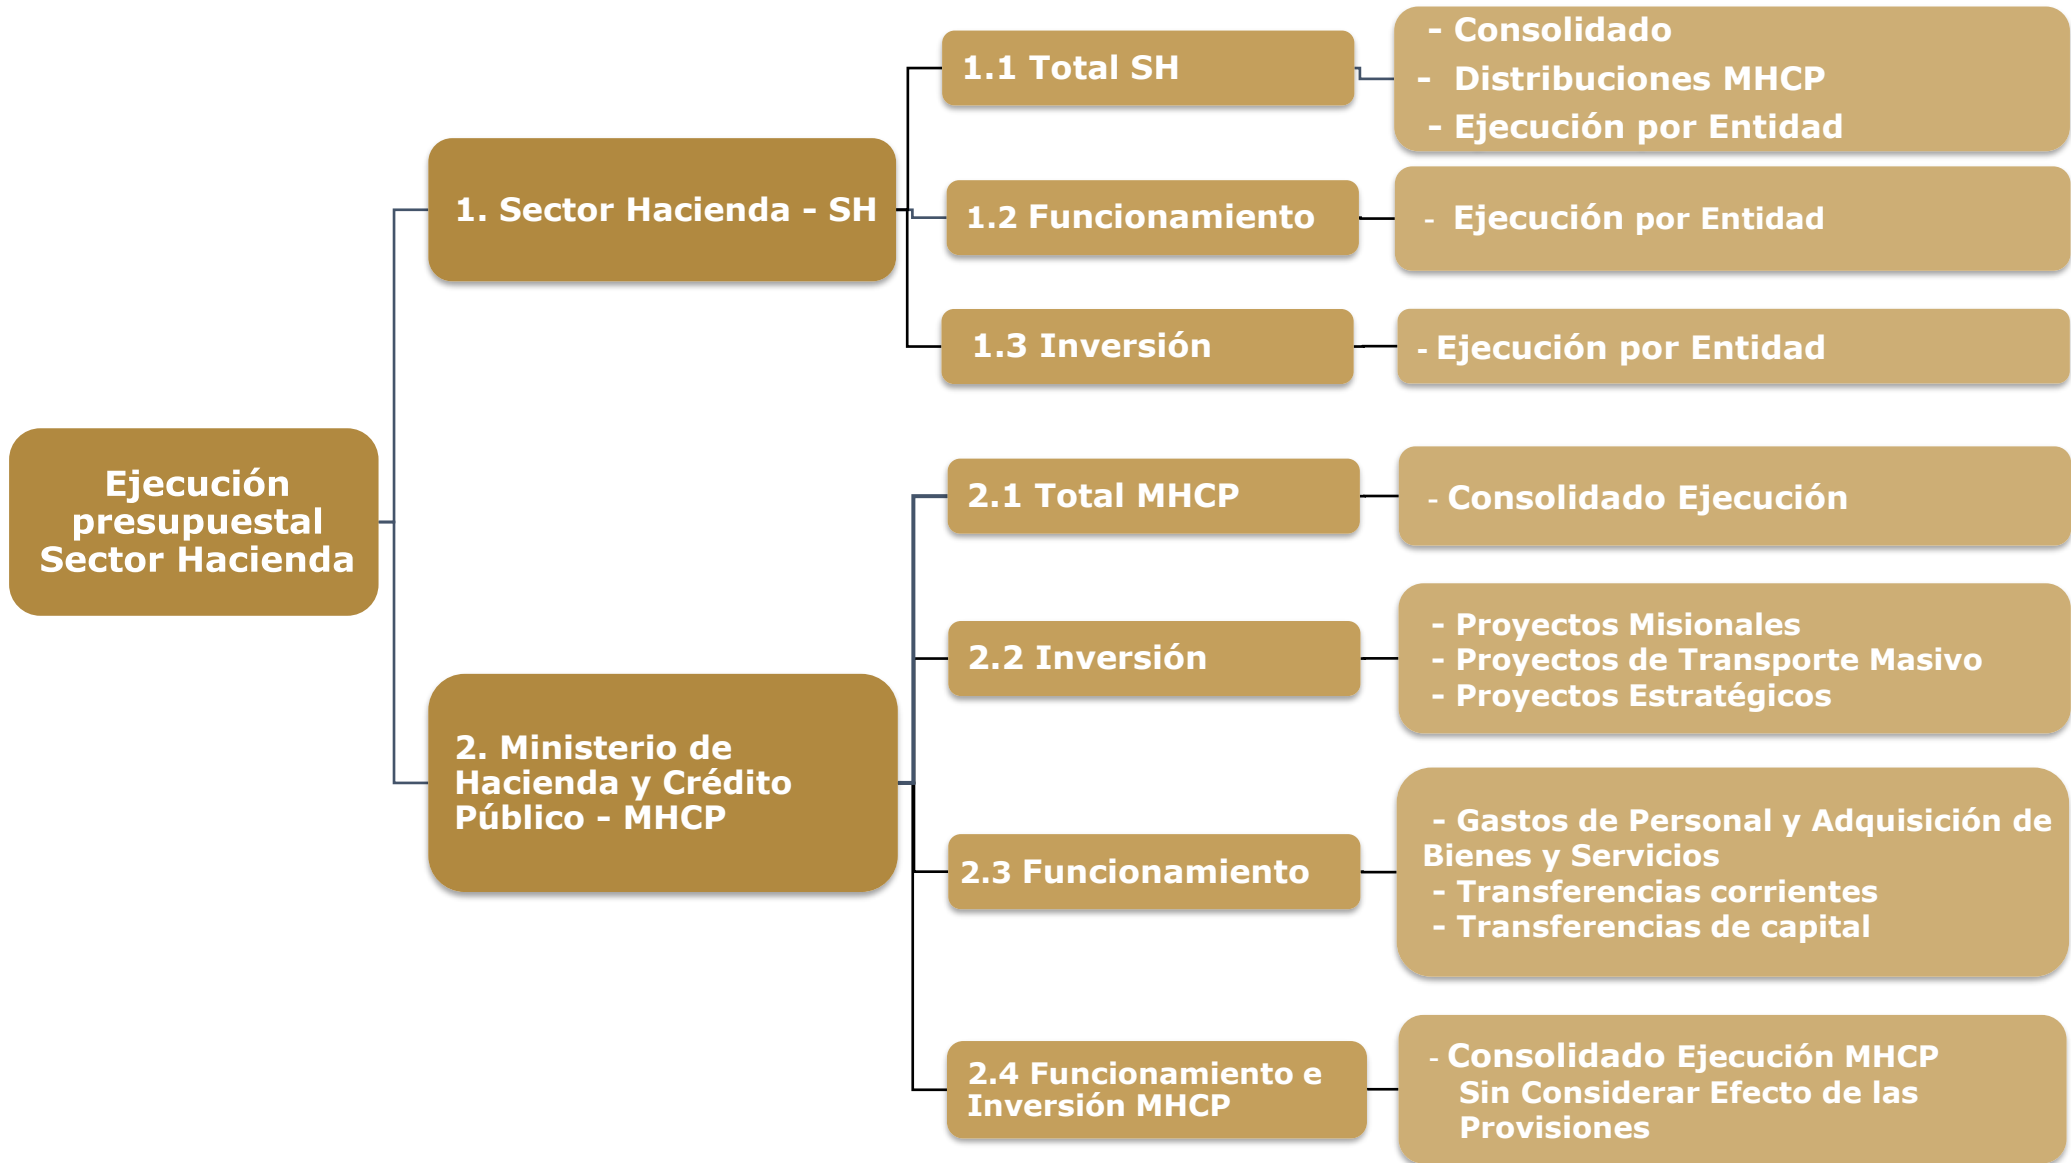 Ejecución
presupuestal
Sector Hacienda
1. Sector Hacienda – SH
1.1 Total SH
- Consolidado
- Distribuciones MHCP
- Ejecución por Entidad
1.2 Funcionamiento
- Ejecución por Entidad
1.3 Inversión
- Ejecución por Entidad
2. Ministerio de
Hacienda y Crédito
Público – MHCP
2.1 Total MHCP
- Consolidado Ejecución
2.2 Inversión
- Proyectos Misionales
- Proyectos de Transporte Masivo
- Proyectos Estratégicos
2.3 Funcionamiento
- Gastos de Personal y Adquisición de
Bienes y Servicios
- Transferencias corrientes
- Transferencias de capital
2.4 Funcionamiento e
Inversión MHCP
- Consolidado Ejecución MHCP
Sin Considerar Efecto de las
Provisiones